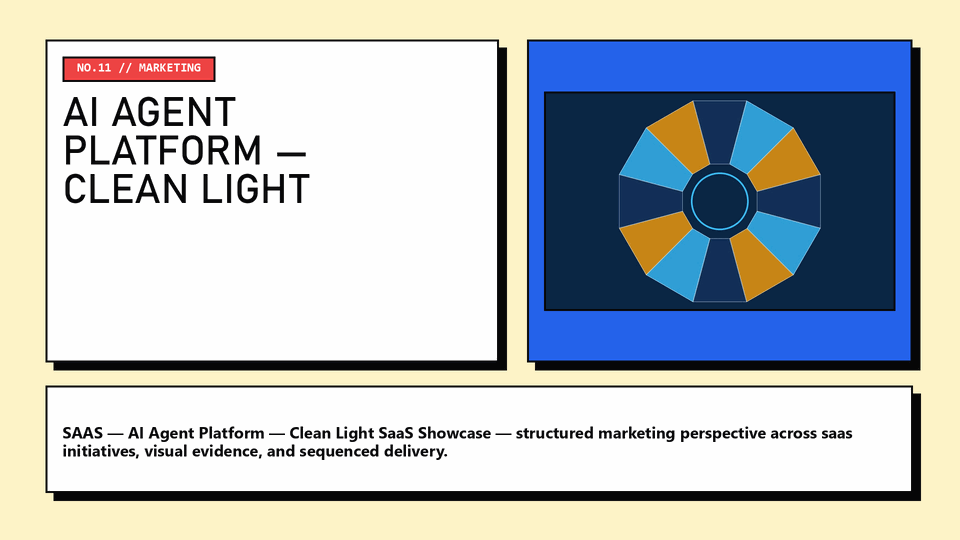 NO.11 // MARKETING
AI AGENT
PLATFORM —
CLEAN LIGHT
SAAS — AI Agent Platform — Clean Light SaaS Showcase — structured marketing perspective across saas
initiatives, visual evidence, and sequenced delivery.